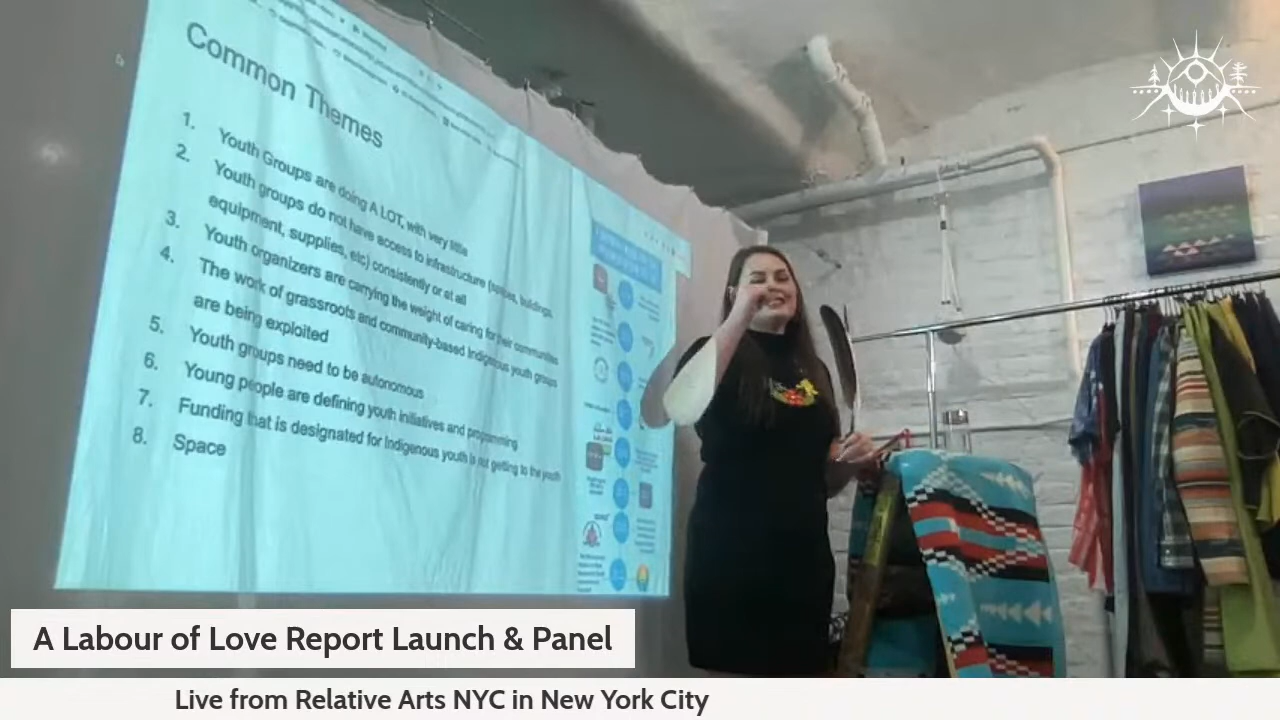 Common Themes
1. Youth Groups are doing A LOT, with very little
2. Youth groups do not have access to infrastructure (spaces, buildings,
equipment, supplies, etc) consistently or at all
3. Youth organizers are carrying the weight of caring for their communities
4. The work of grassroots and community-based Indigenous youth groups
are being exploited
5. Youth groups need to be autonomous
6. Young people are defining youth initiatives and programming
7. Funding that is designated for Indigenous youth is not getting to the youth
8. Space
A Labour of Love Report Launch & Panel
Live from Relative Arts NYC in New York City